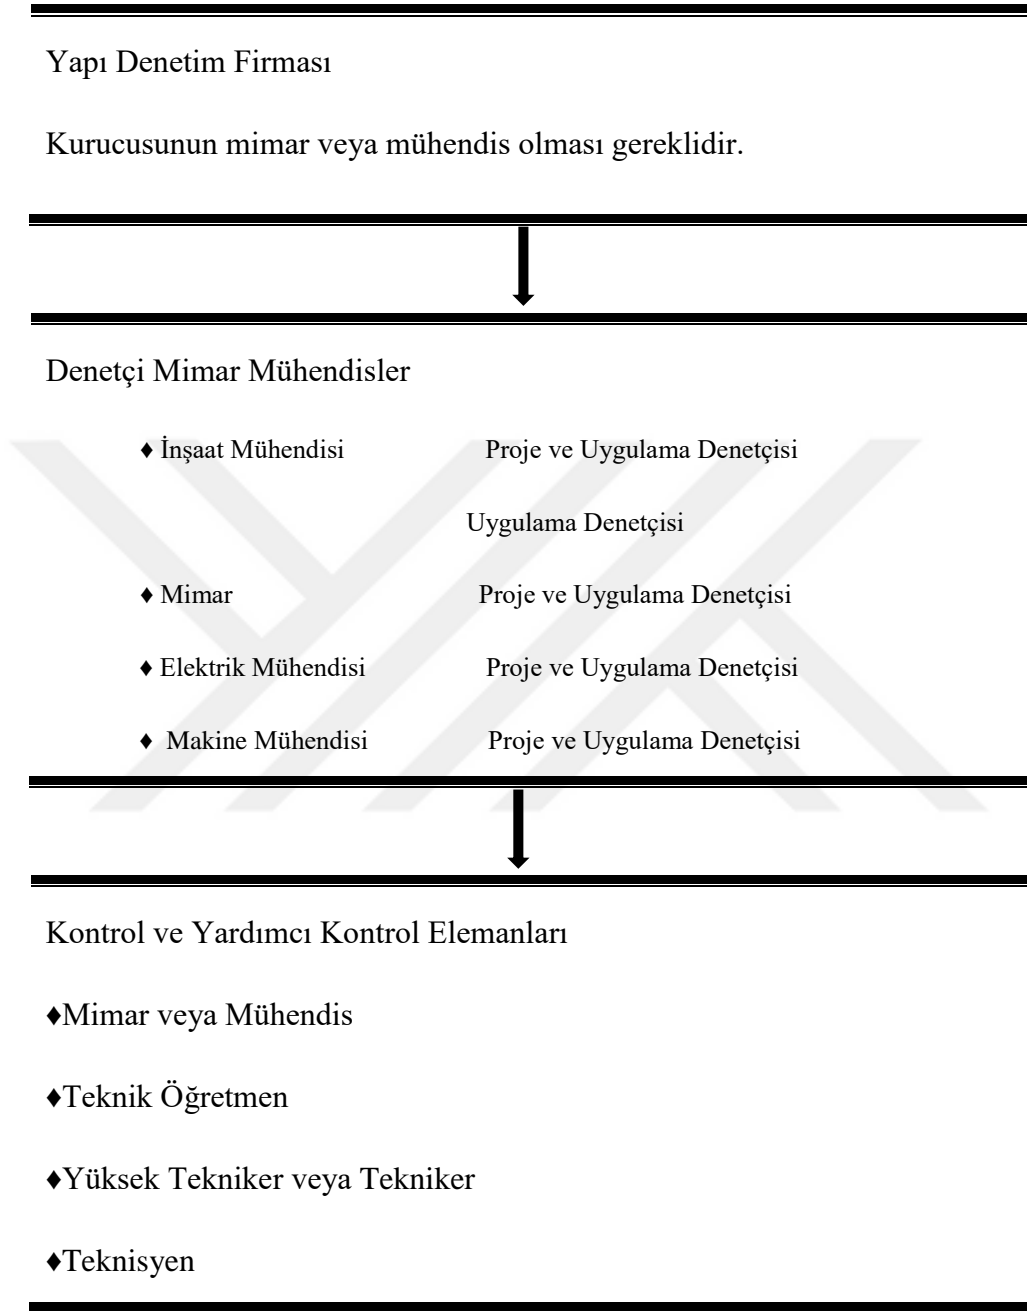 Yapı Denetim Firması
Kurucusunun mimar veya mühendis olması gereklidir.
Denetçi Mimar Mühendisler
♦ İnşaat Mühendisi Proje ve Uygulama Denetçisi
Uygulama Denetçisi
♦ Mimar Proje ve Uygulama Denetçisi
♦ Elektrik Mühendisi Proje ve Uygulama Denetçisi
♦ Makine Mühendisi Proje ve Uygulama Denetçisi
Kontrol ve Yardımcı Kontrol Elemanları
♦Mimar veya Mühendis
♦Teknik Öğretmen
♦Yüksek Tekniker veya Tekniker
♦Teknisyen